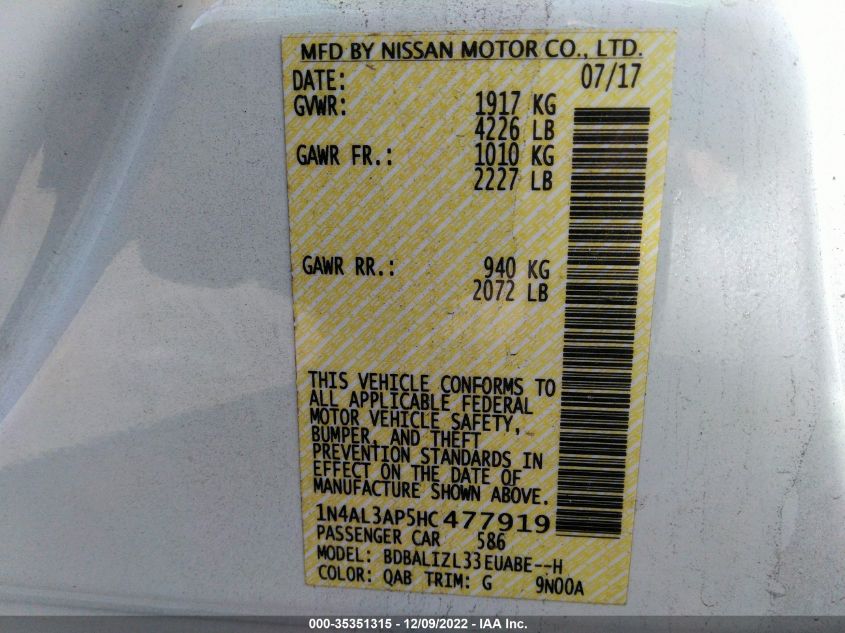 MFD BY NISSAN MOTOR CO., LTD.
DATE: 07/17
GVWR: 1917 KG
4226 LB
GAWR FR.: 1010 KG
2227 LB
GAWR RR.: 940 KG
2072 LB
THIS VEHICLE CONFORMS TO
ALL APPLICABLE FEDERAL
MOTOR VEHICLE SAFETY,
BUMPER, AND THEFT
PREVENTION STANDARDS IN
EFFECT ON THE DATE OF
MANUFACTURE SHOWN ABOVE.
1N4AL3AP5HC477919
PASSENGER CAR 586
MODEL: BDBALIZL33EUABE--H
COLOR: QAB TRIM: G 9N00A
000-35351315 - 12/09/2022 - IAA Inc.